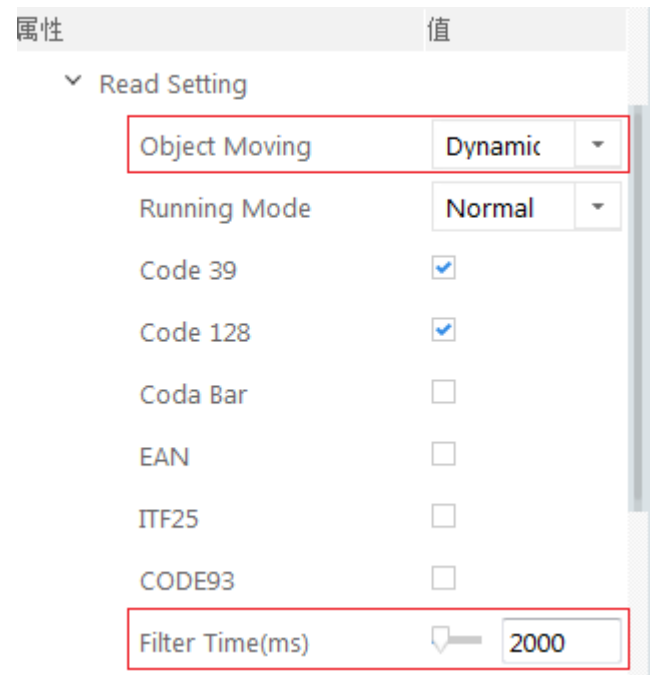 属性 值
Read Setting
Object Moving Dynamic
Running Mode Normal
Code 39
Code 128
Coda Bar
EAN
ITF25
CODE93
Filter Time(ms) 2000